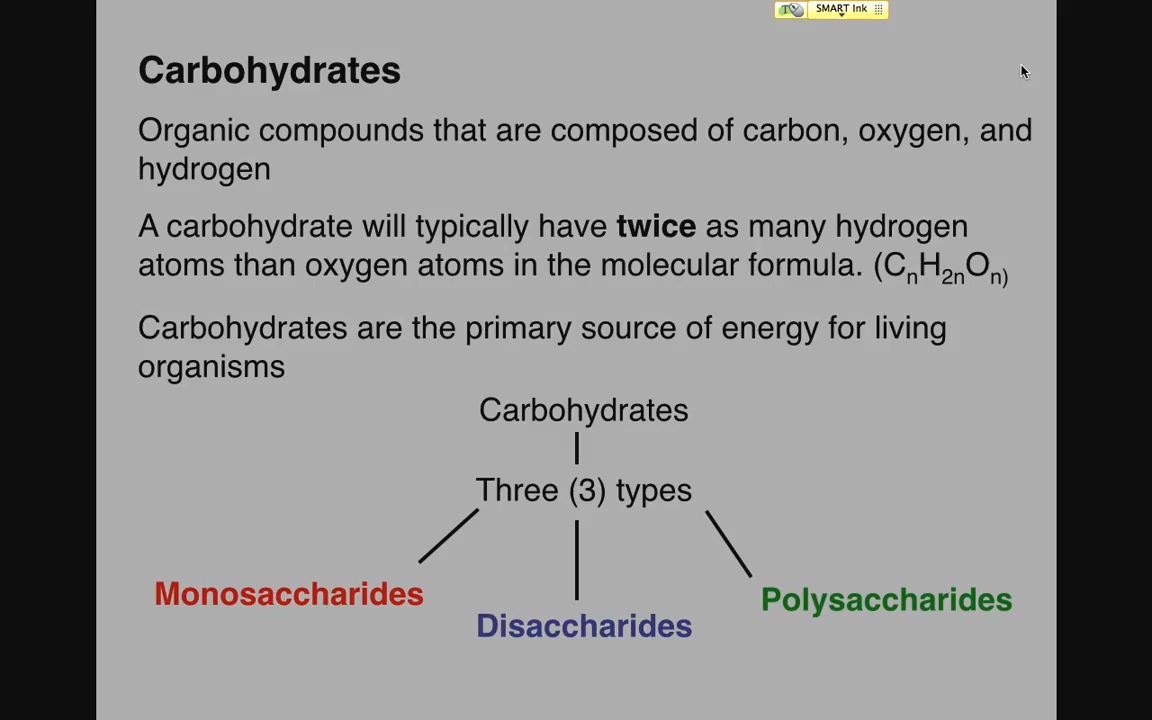 SMART Ink
Carbohydrates
Organic compounds that are composed of carbon, oxygen, and
hydrogen
A carbohydrate will typically have twice as many hydrogen
atoms than oxygen atoms in the molecular formula. (CnH2nOn)
Carbohydrates are the primary source of energy for living
organisms
Carbohydrates
Three (3) types
Monosaccharides
Disaccharides
Polysaccharides